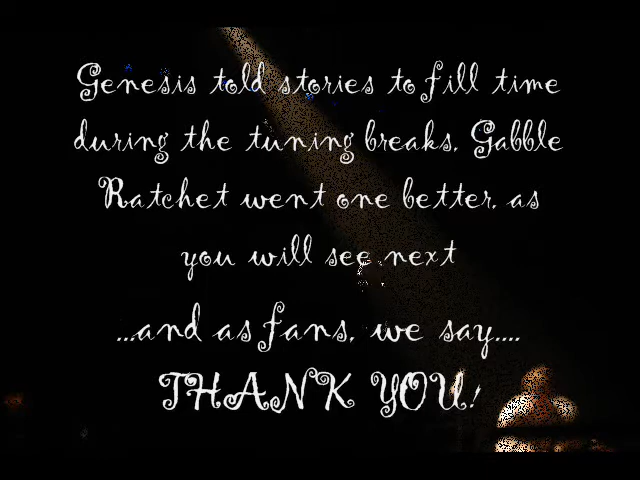 Genesis told stories to fill time
during the tuning breaks. Gabble
Ratchet went one better, as
you will see next
...and as fans, we say....
THANK YOU!